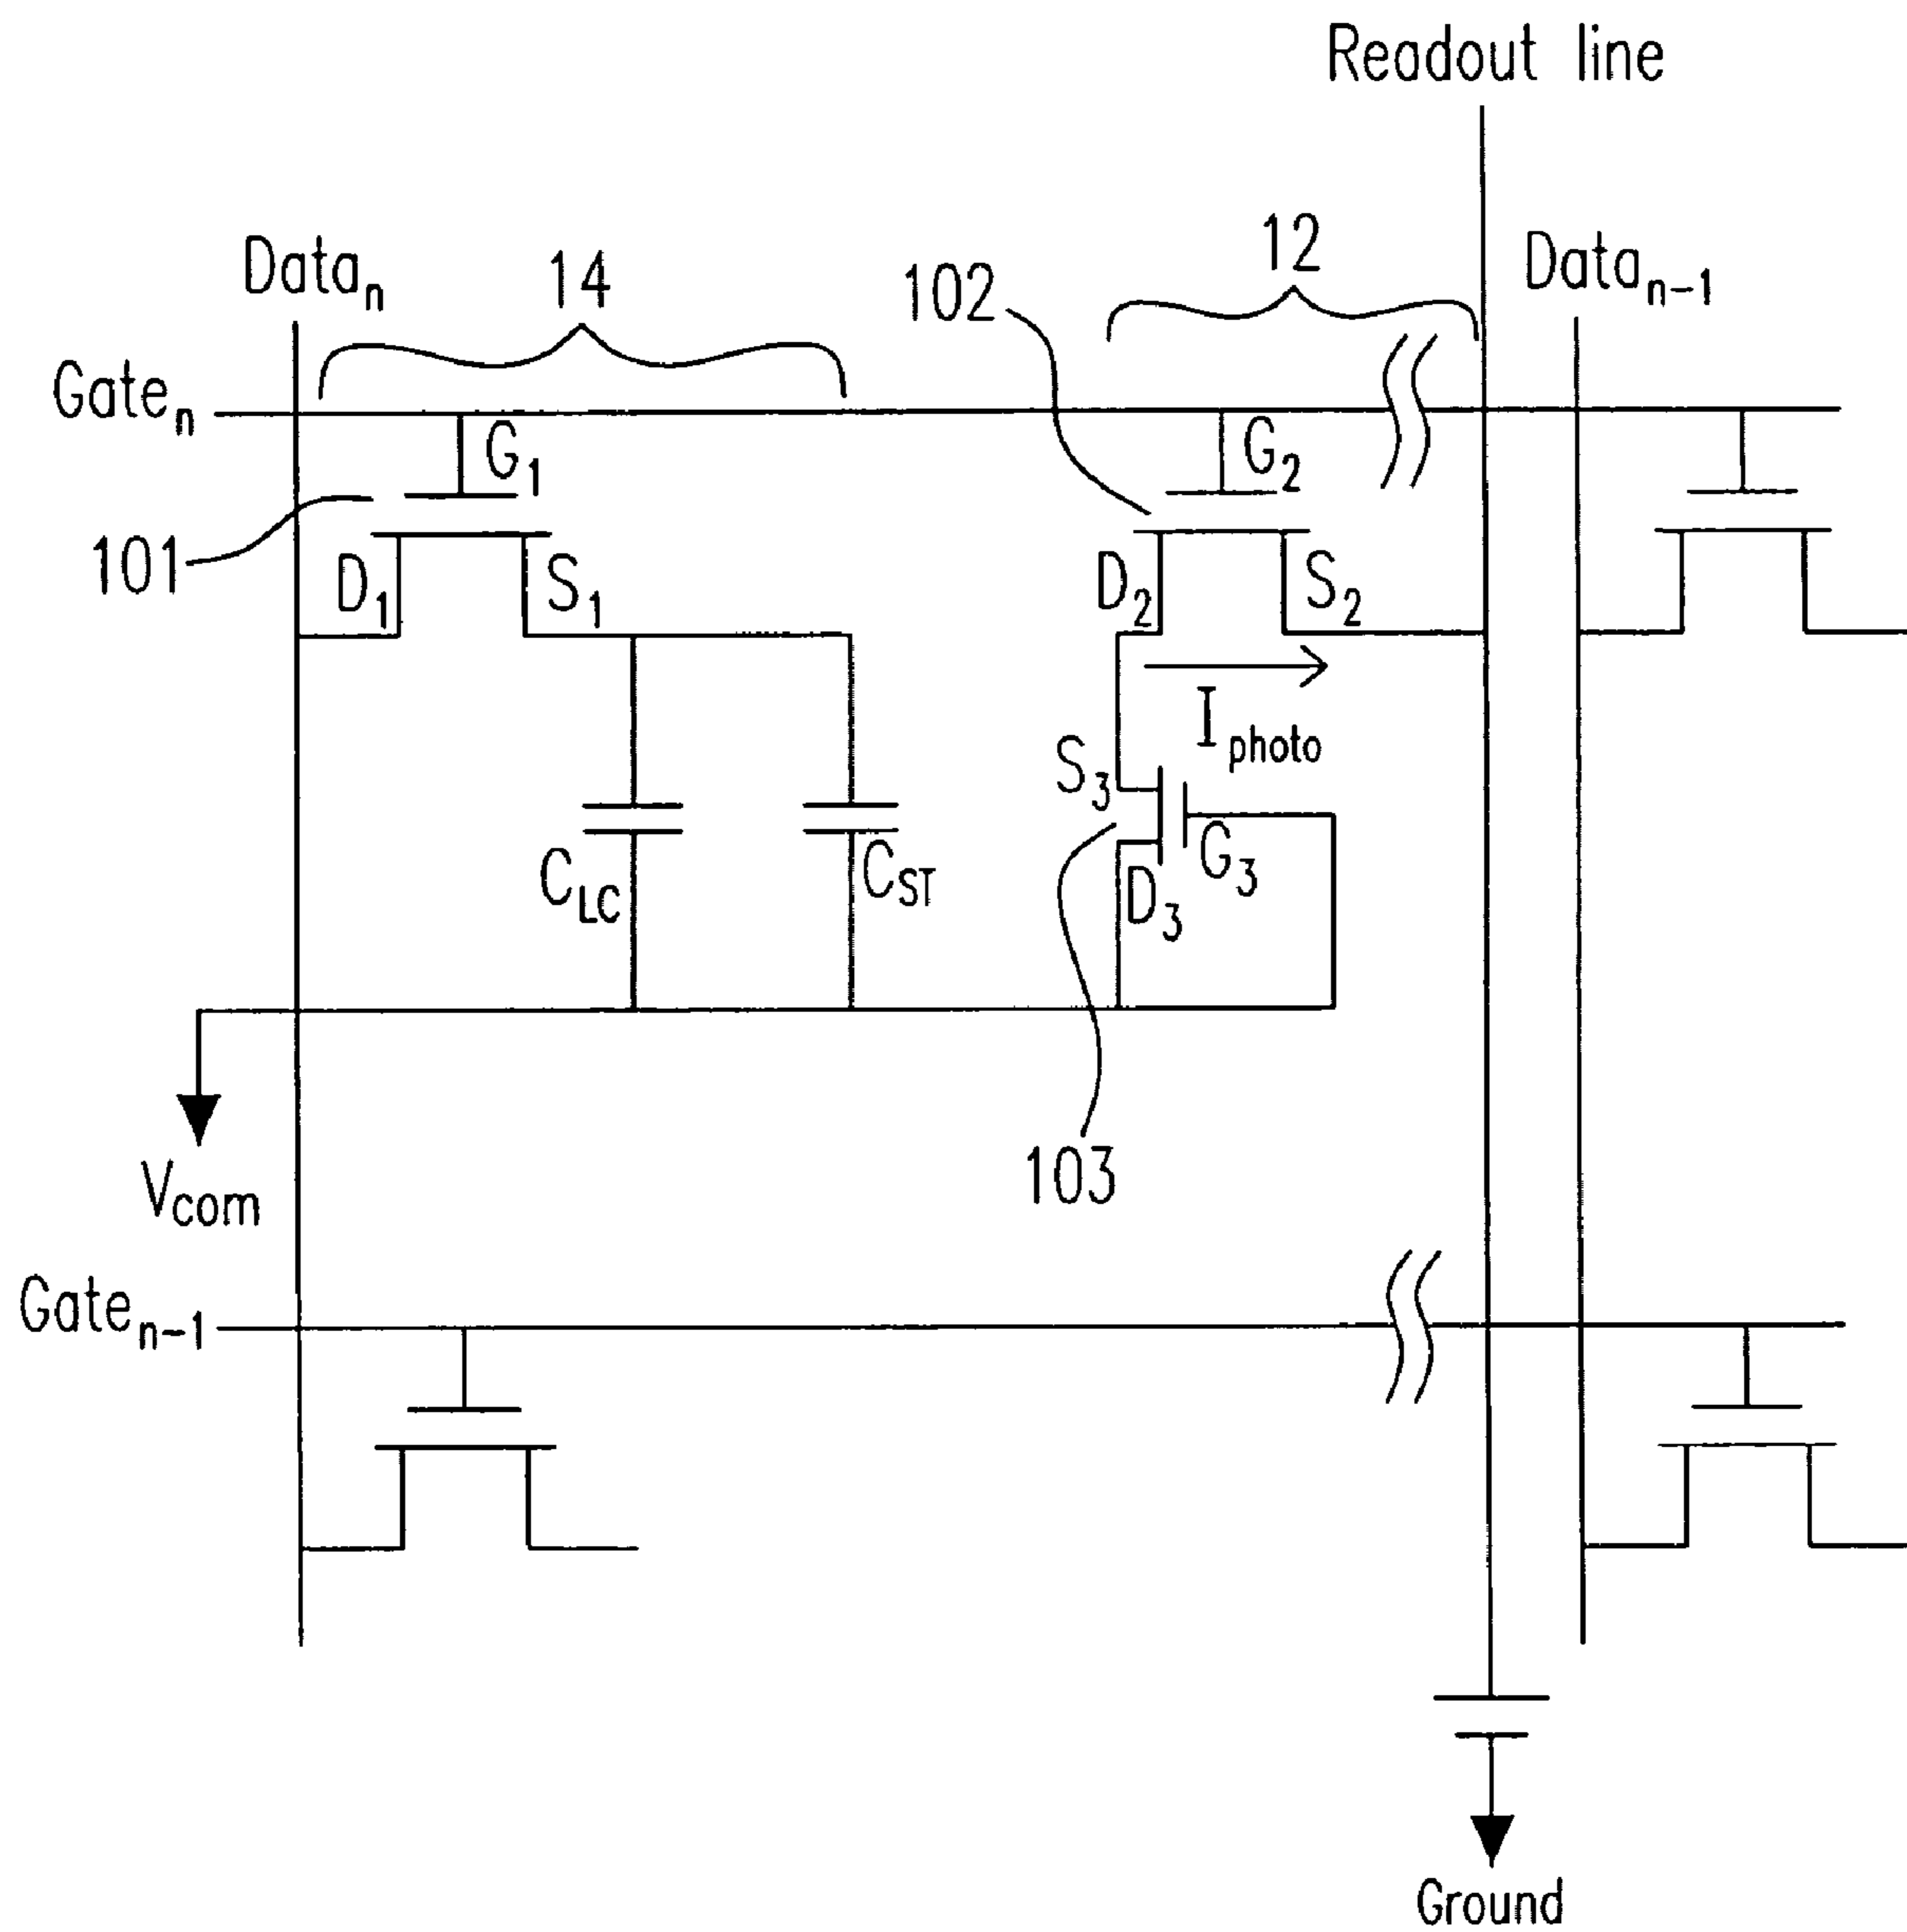 Readout line
Data_n
14
102
12
Data_n-1
Gate_n
G_1
G_2
101
D_1
S_1
D_2
S_2
I_photo
S_3
G_3
D_3
C_LC
C_ST
V_com
103
Gate_n-1
Ground